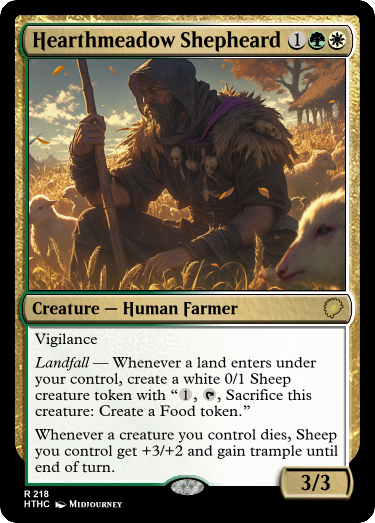 Hearthmeadow Shepheard 1
Creature — Human Farmer
Vigilance
Landfall — Whenever a land enters under
your control, create a white 0/1 Sheep
creature token with “1, , Sacrifice this
creature: Create a Food token.”
Whenever a creature you control dies, Sheep
you control get +3/+2 and gain trample until
end of turn.
3/3
R 218
HTHC Midjourney